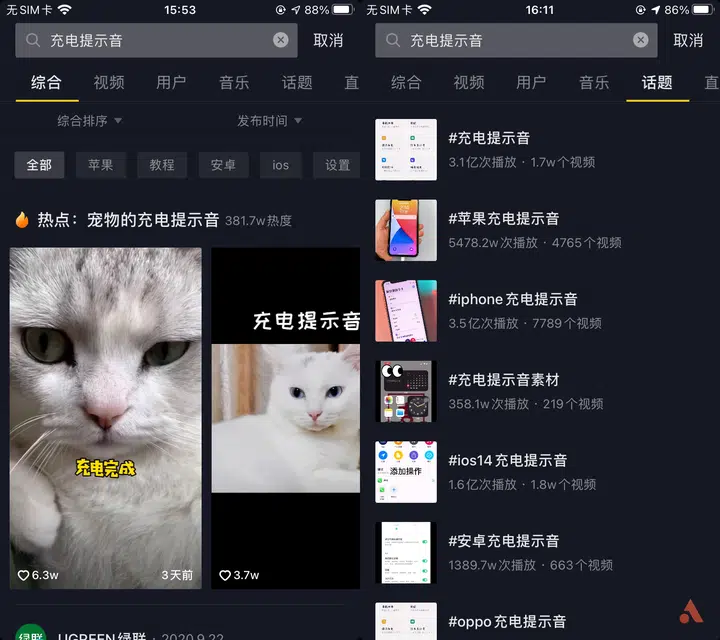 无SIM卡 15:53 88%
充电提示音 取消
综合 视频 用户 音乐 话题 直
综合排序 发布时间
全部 苹果 教程 安卓 ios 设置
热点：宠物的充电提示音 381.7w热度
充电完成
6.3w 3天前
充电提示音
3.7w
绿联 UGREEN绿联 · 2020.9.22
无SIM卡 16:11 86%
充电提示音 取消
综合 视频 用户 音乐 话题 直
#充电提示音
3.1亿次播放 · 1.7w个视频
#苹果充电提示音
5478.2w次播放 · 4765个视频
#iphone充电提示音
3.5亿次播放 · 7789个视频
#充电提示音素材
358.1w次播放 · 219个视频
添加操作
#ios14充电提示音
1.6亿次播放 · 1.8w个视频
#安卓充电提示音
1389.7w次播放 · 663个视频
#oppo充电提示音